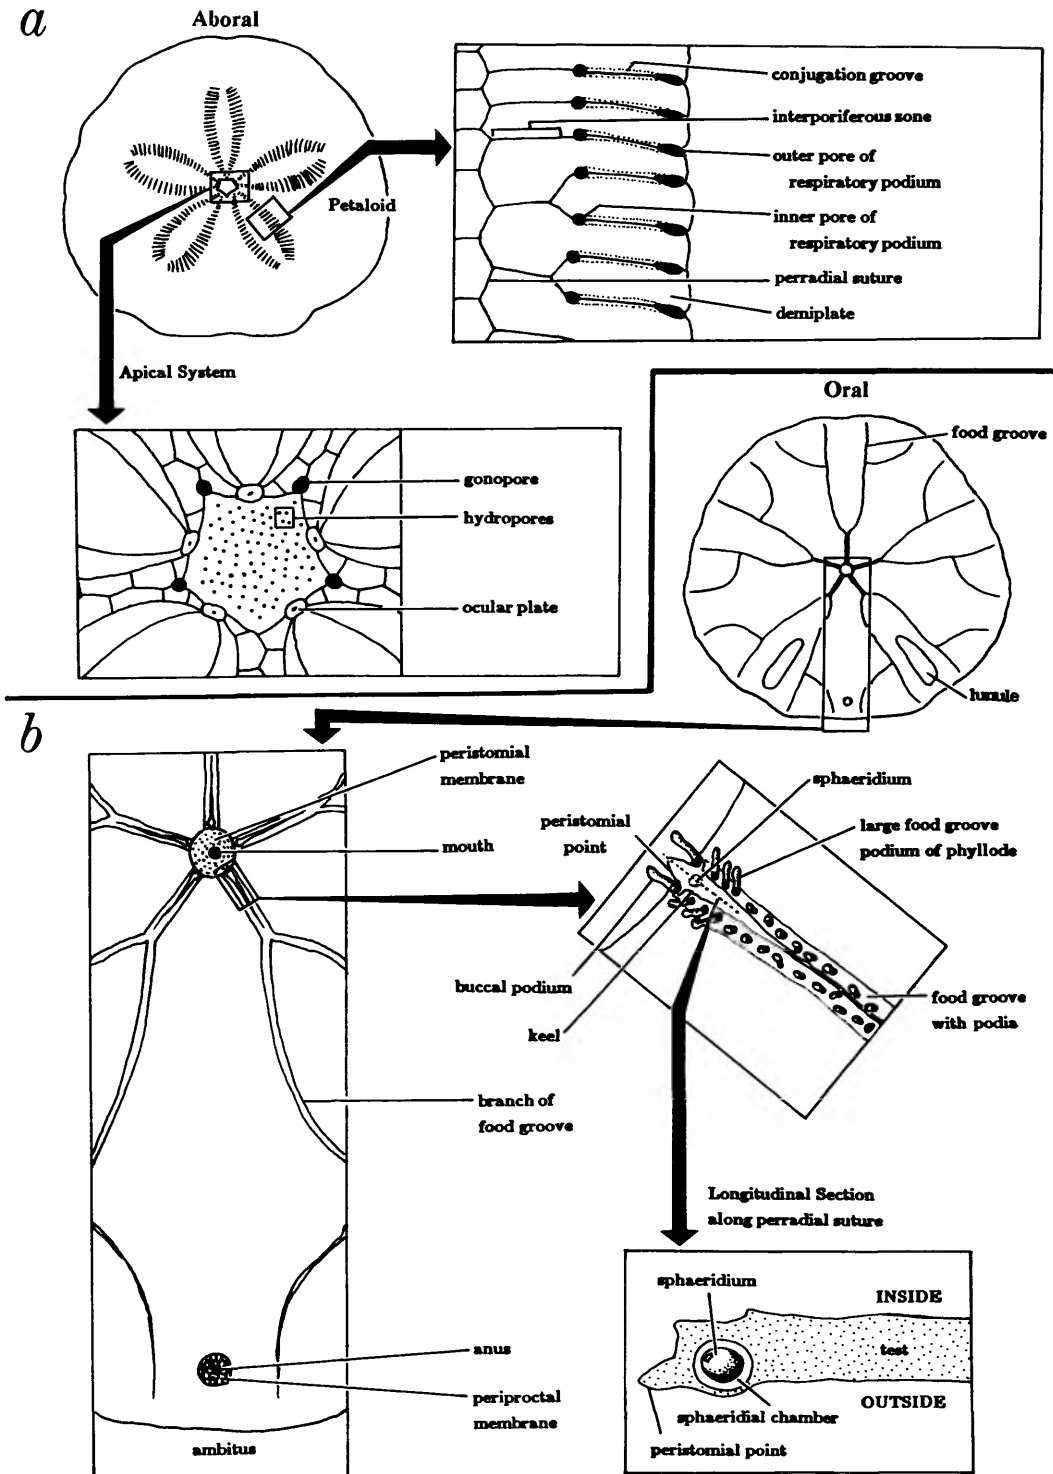 a
Aboral
conjugation groove
interporiferous zone
outer pore of
respiratory podium
inner pore of
respiratory podium
perradial suture
demiplate
Petaloid
Apical System
gonopore
hydropores
ocular plate
Oral
food groove
lunule
b
peristomial
membrane
mouth
branch of
food groove
anus
periproctal
membrane
ambitus
sphaeridium
peristomial
point
large food groove
podium of phyllode
buccal podium
keel
food groove
with podia
Longitudinal Section
along perradial suture
sphaeridium
INSIDE
test
OUTSIDE
sphaeridial chamber
peristomial point